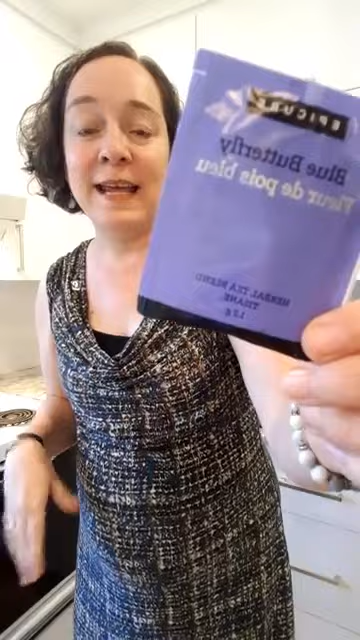 EPICURE
Blue Butterfly
Fleur de pois bleu
HERBAL TEA BLEND
TISANE